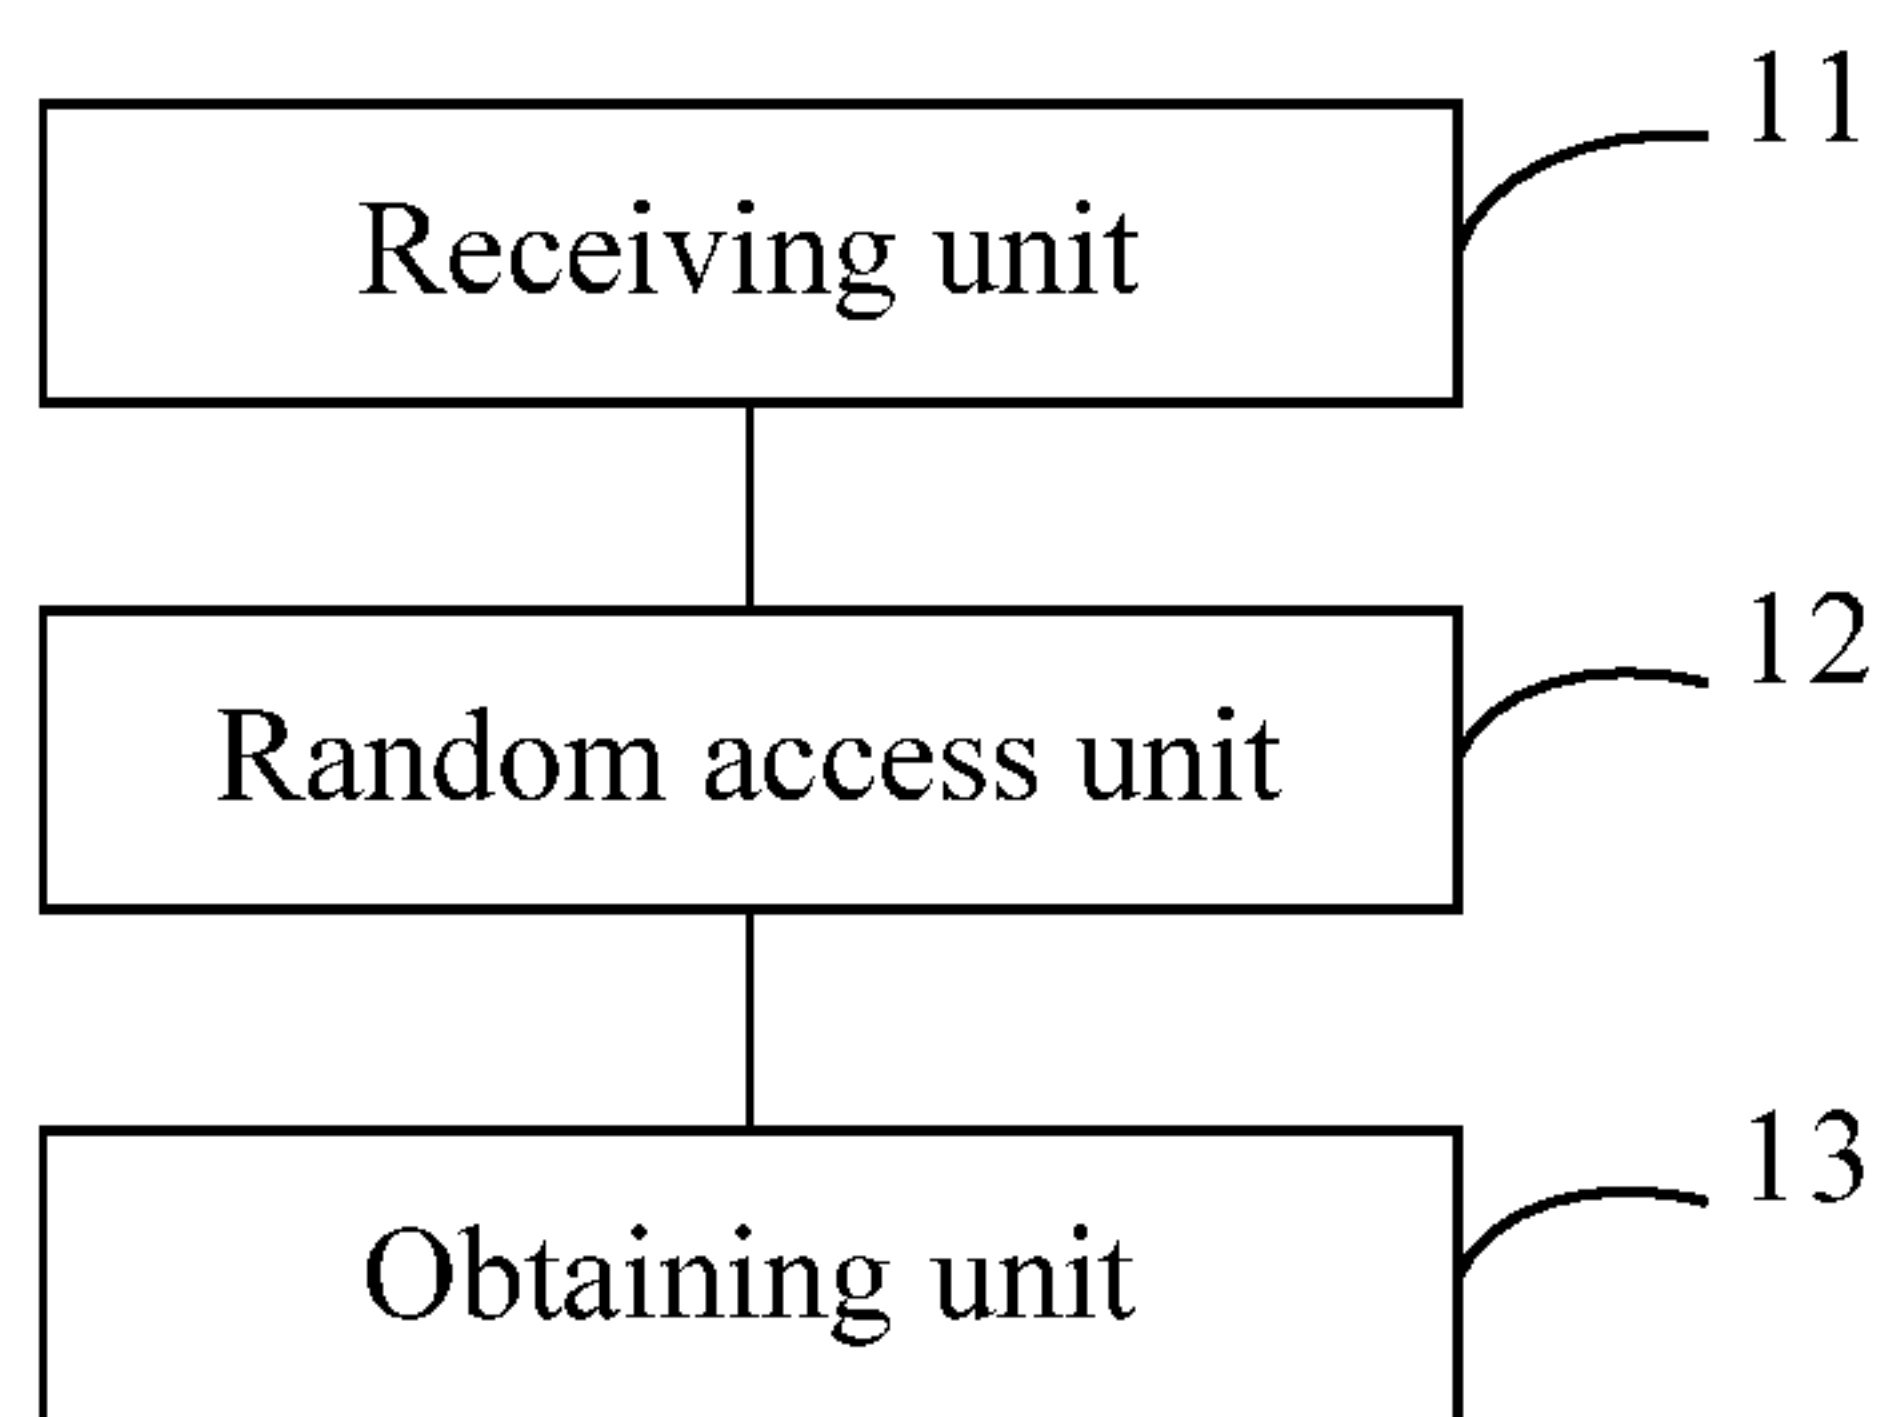 11
Receiving unit
12
Random access unit
13
Obtaining unit